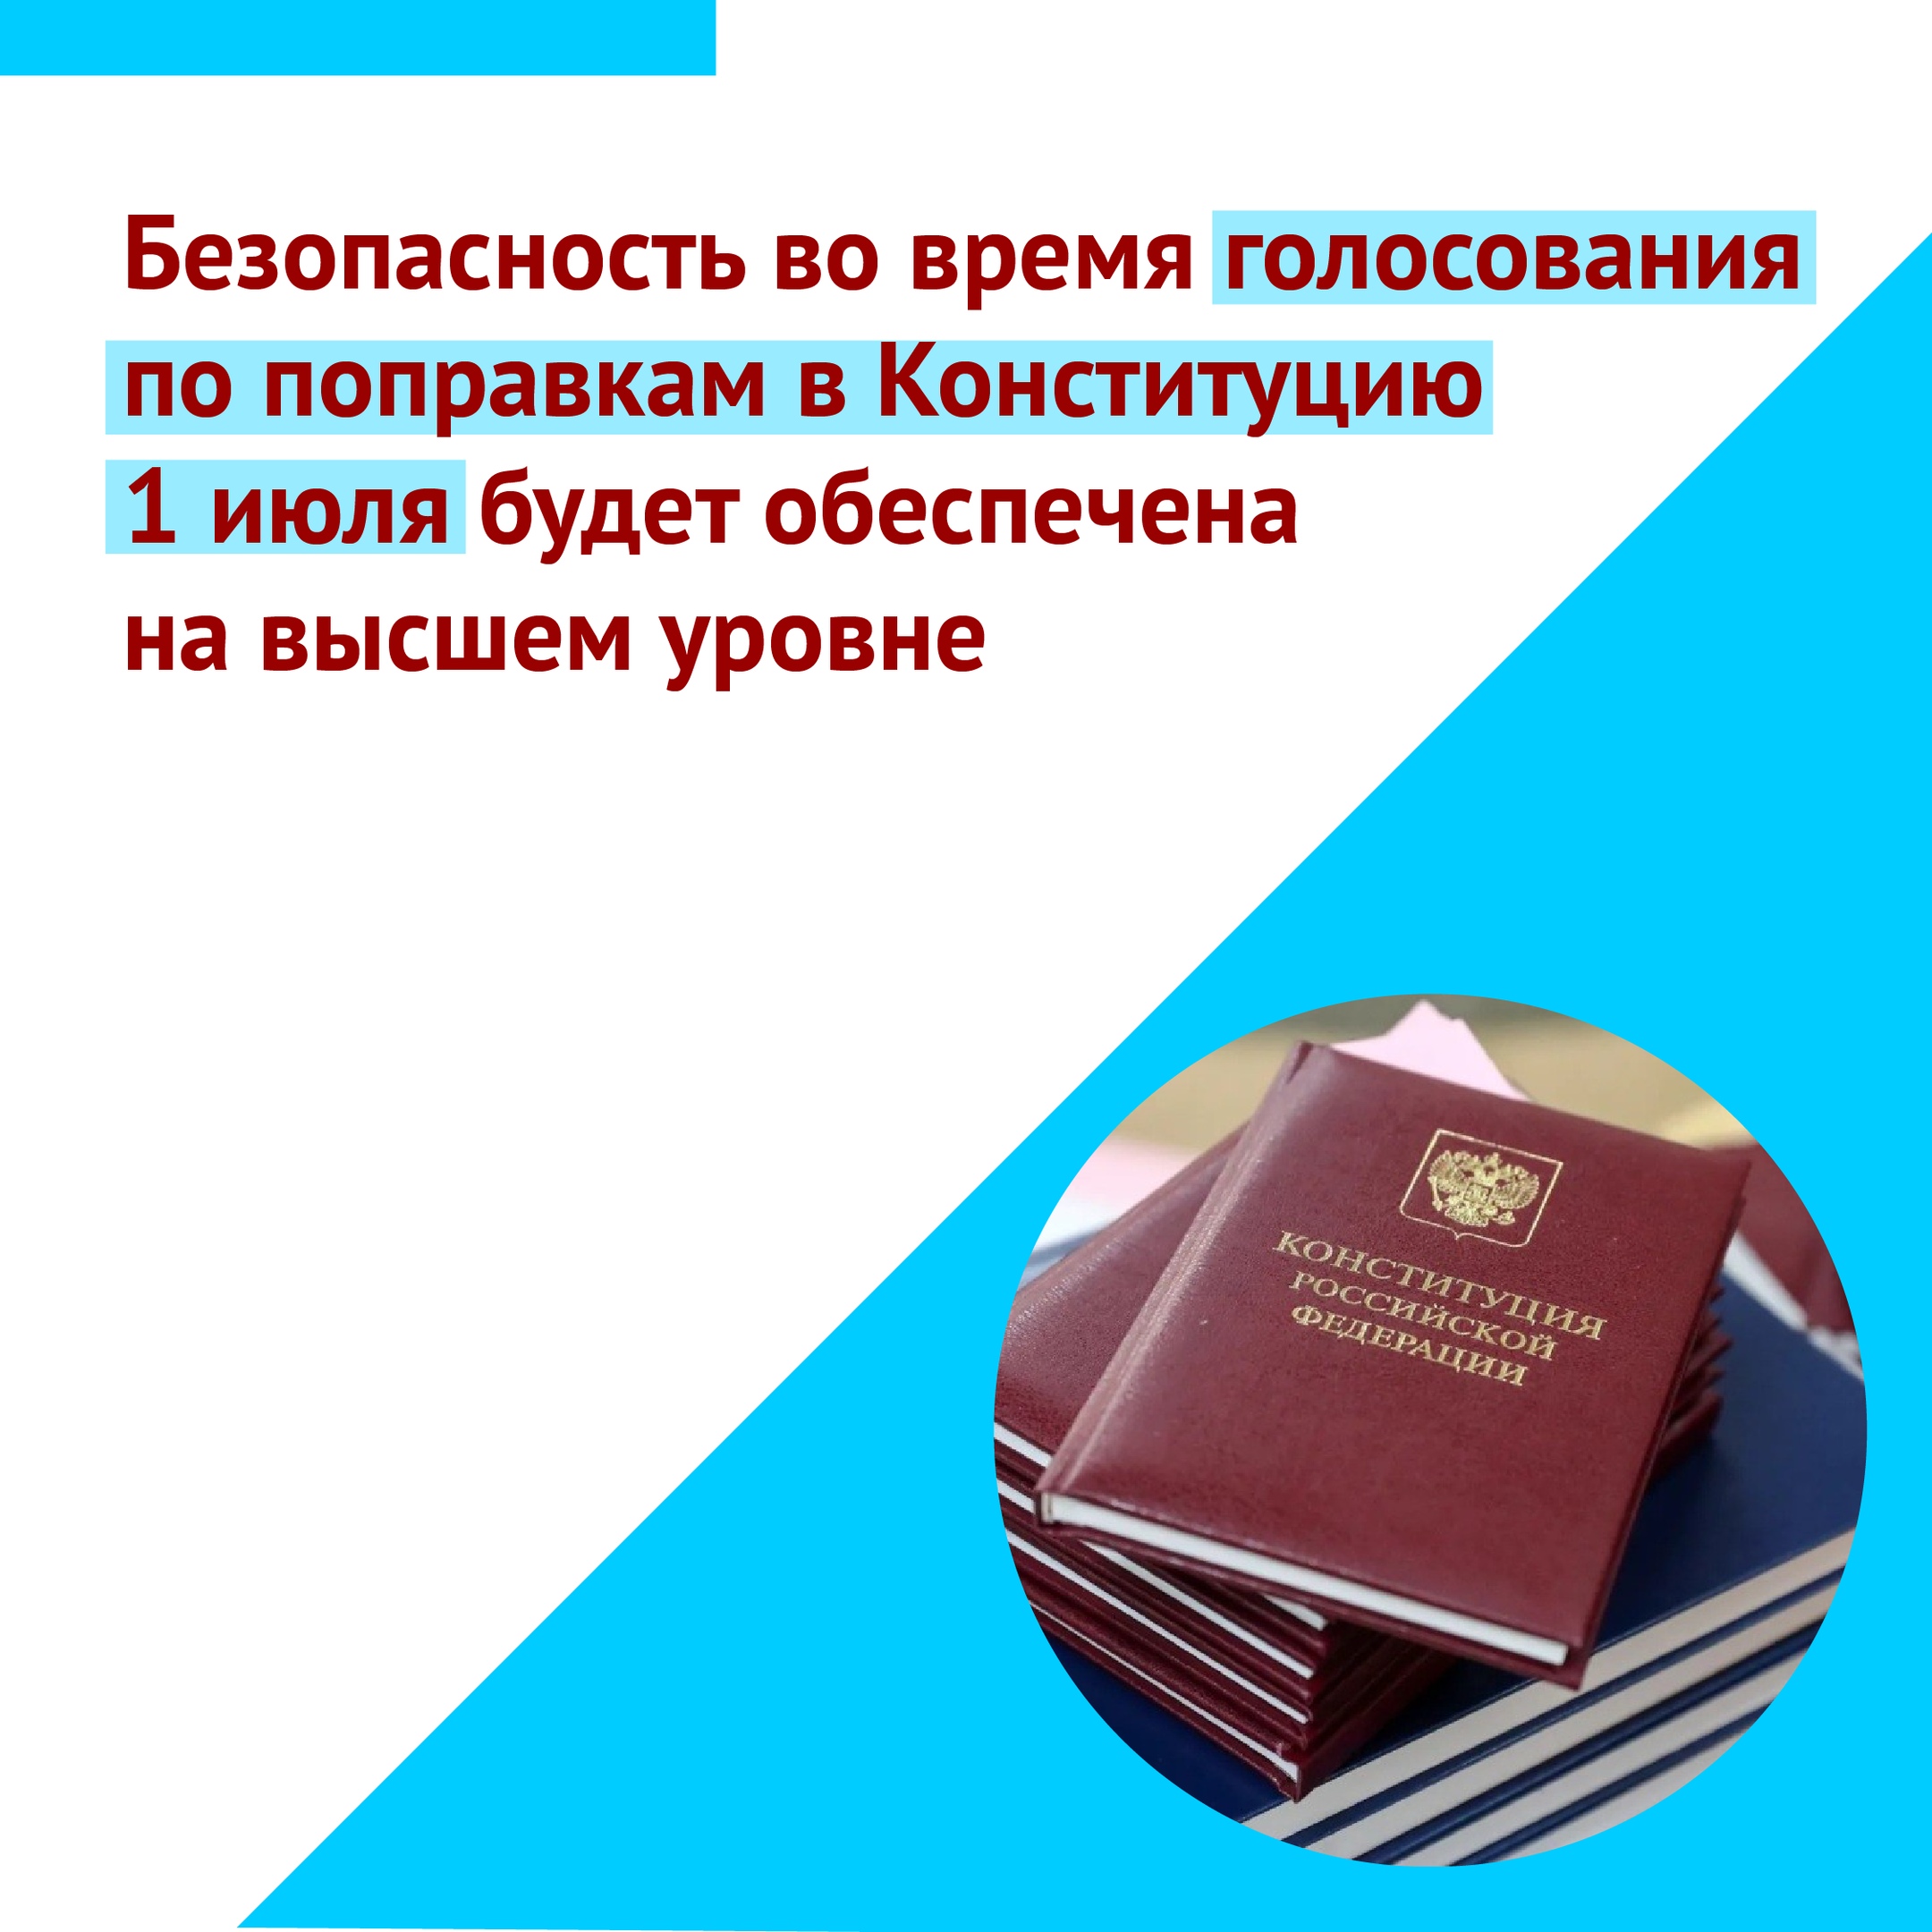 Безопасность во время голосования
по поправкам в Конституцию
1 июля будет обеспечена
на высшем уровне
КОНСТИТУЦИЯ
РОССИЙСКОЙ
ФЕДЕРАЦИИ